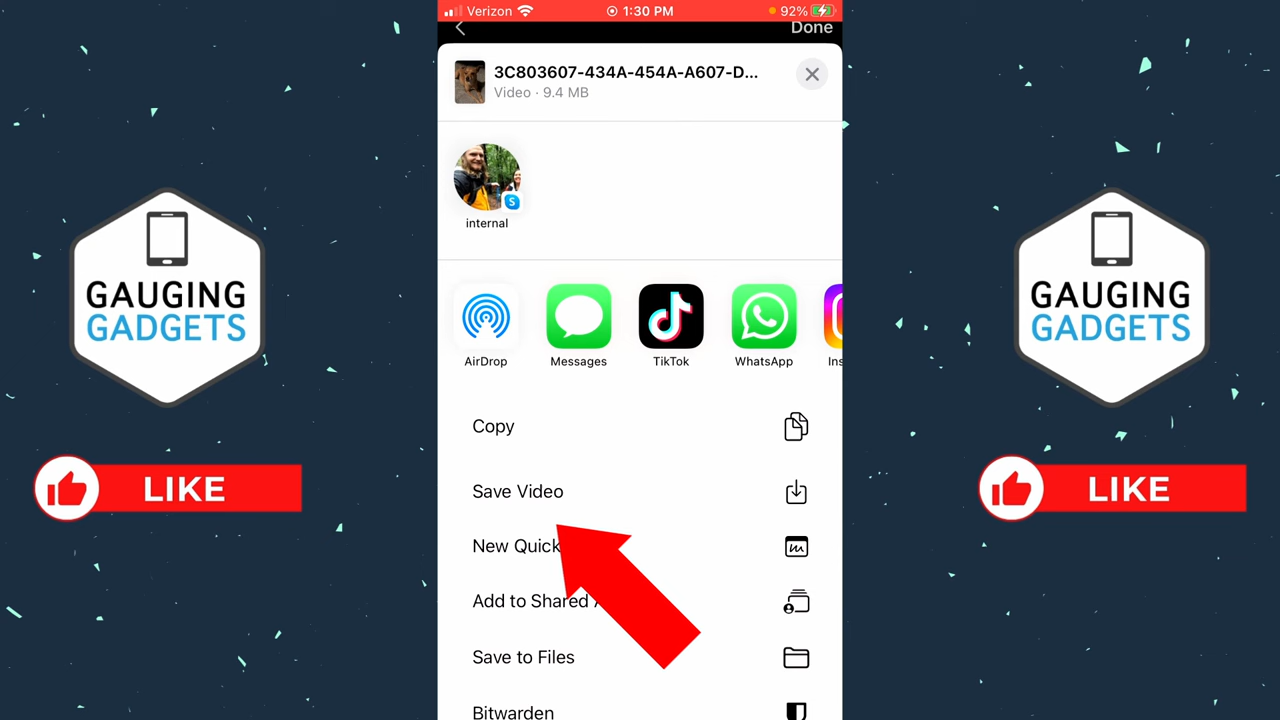 Verizon 1:30 PM 92%
Done
3C803607-434A-454A-A607-D...
Video · 9.4 MB
internal
AirDrop Messages TikTok WhatsApp Ins
Copy
Save Video
New Quick
Add to Shared
Save to Files
Bitwarden
GAUGING
GADGETS
LIKE
GAUGING
GADGETS
LIKE